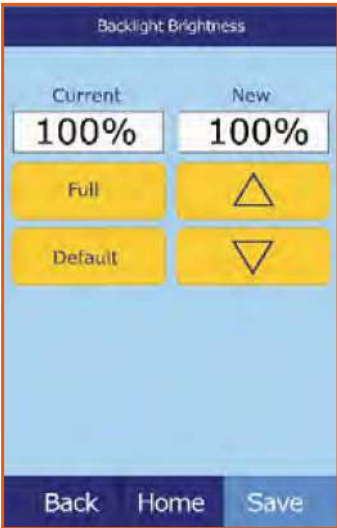 Backlight Brightness
Current New
100% 100%
Full
Default
Back Home Save